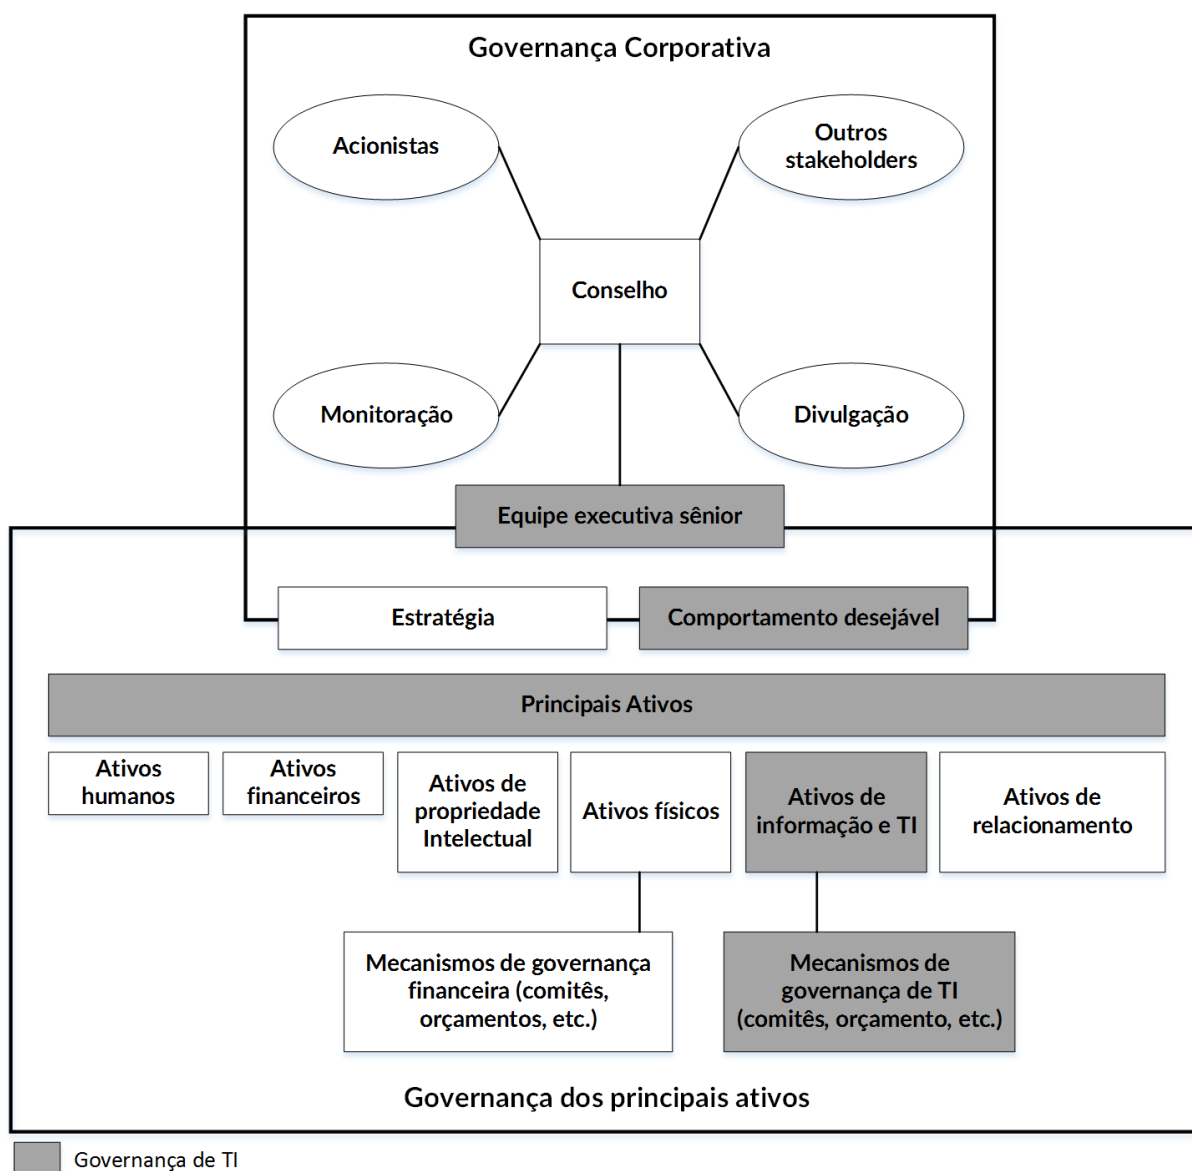 Governança Corporativa
Acionistas
Outros
stakeholders
Conselho
Monitoração
Divulgação
Equipe executiva sênior
Estratégia
Comportamento desejável
Principais Ativos
Ativos
humanos
Ativos
financeiros
Ativos de
propriedade
Intelectual
Ativos físicos
Ativos de
informação e TI
Ativos de
relacionamento
Mecanismos de governança
financeira (comitês,
orçamentos, etc.)
Mecanismos de
governança de TI
(comitês, orçamento, etc.)
Governança dos principais ativos
Governança de TI